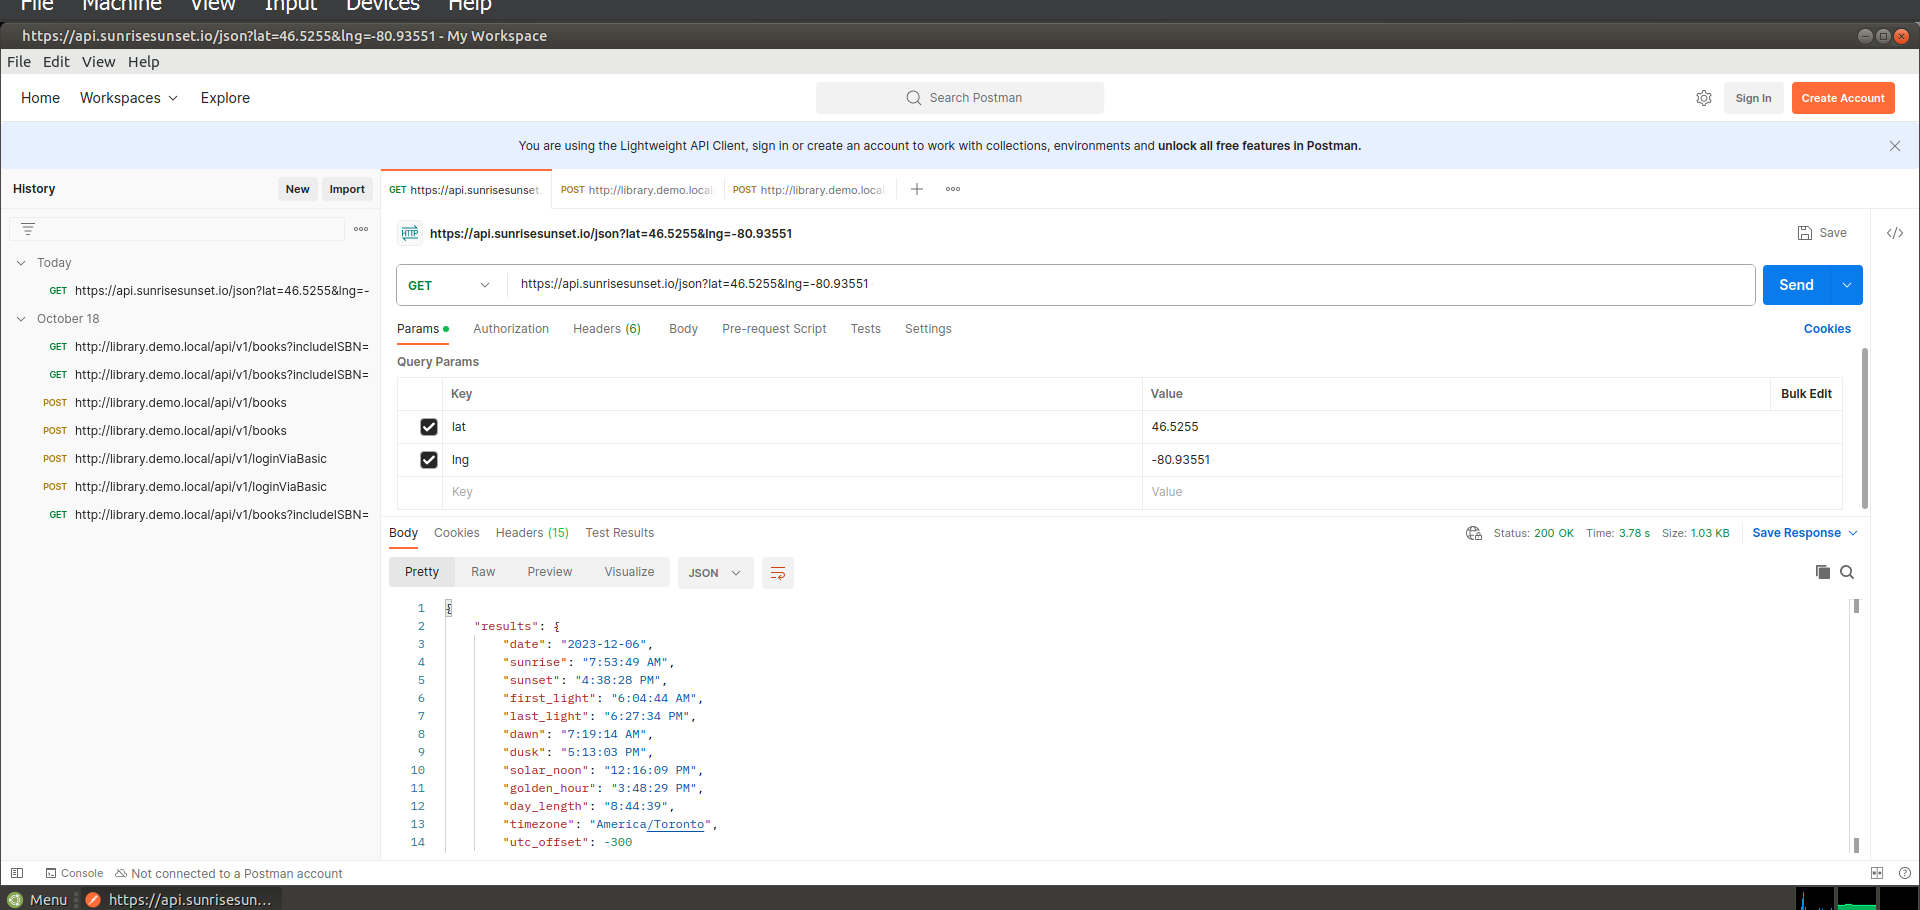 File Machine View Input Devices Help
https://api.sunrisesunset.io/json?lat=46.5255&lng=-80.93551 - My Workspace
File Edit View Help
Home Workspaces Explore Search Postman Sign In Create Account
You are using the Lightweight API Client, sign in or create an account to work with collections, environments and unlock all free features in Postman.
History New Import
GET https://api.sunrisesunset. POST http://library.demo.local POST http://library.demo.local
HTTP https://api.sunrisesunset.io/json?lat=46.5255&lng=-80.93551 Save </>
Today
GET https://api.sunrisesunset.io/json?lat=46.5255&lng=-
October 18
GET http://library.demo.local/api/v1/books?includeISBN=
GET http://library.demo.local/api/v1/books?includeISBN=
POST http://library.demo.local/api/v1/books
POST http://library.demo.local/api/v1/books
POST http://library.demo.local/api/v1/loginViaBasic
POST http://library.demo.local/api/v1/loginViaBasic
GET http://library.demo.local/api/v1/books?includeISBN=
GET https://api.sunrisesunset.io/json?lat=46.5255&lng=-80.93551 Send
Params Authorization Headers (6) Body Pre-request Script Tests Settings Cookies
Query Params
Key Value Bulk Edit
lat 46.5255
lng -80.93551
Key Value
Body Cookies Headers (15) Test Results Status: 200 OK Time: 3.78 s Size: 1.03 KB Save Response
Pretty Raw Preview Visualize JSON
1 {
2 "results": {
3 "date": "2023-12-06",
4 "sunrise": "7:53:49 AM",
5 "sunset": "4:38:28 PM",
6 "first_light": "6:04:44 AM",
7 "last_light": "6:27:34 PM",
8 "dawn": "7:19:14 AM",
9 "dusk": "5:13:03 PM",
10 "solar_noon": "12:16:09 PM",
11 "golden_hour": "3:48:29 PM",
12 "day_length": "8:44:39",
13 "timezone": "America/Toronto",
14 "utc_offset": -300
Console Not connected to a Postman account
Menu https://api.sunrisesun...